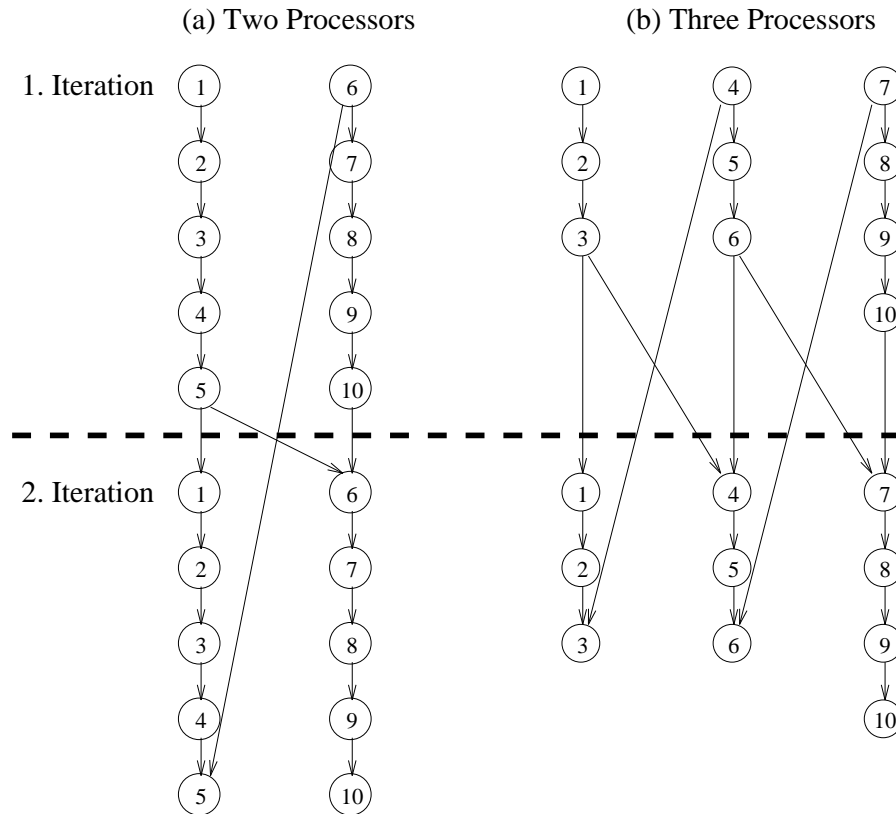 (a) Two Processors (b) Three Processors
1. Iteration 1 6 1 4 7
2 7 2 5 8
3 8 3 6 9
4 9 10
5 10
2. Iteration 1 6 1 4 7
2 7 2 5 8
3 8 3 6 9
4 9 10
5 10